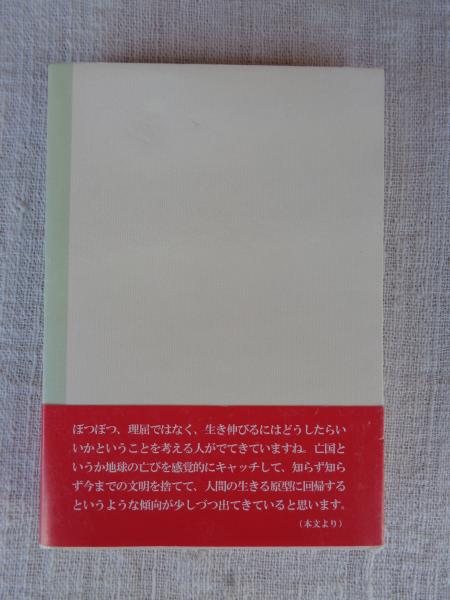 ぼつぼつ、理屈ではなく、生き伸びるにはどうしたらい
いかということを考える人がでてきていますね。亡国と
いうか地球の亡びを感覚的にキャッチして、知らず知ら
ず今までの文明を捨てて、人間の生きる原型に回帰する
というような傾向が少しづつ出てきていると思います。
（本文より）